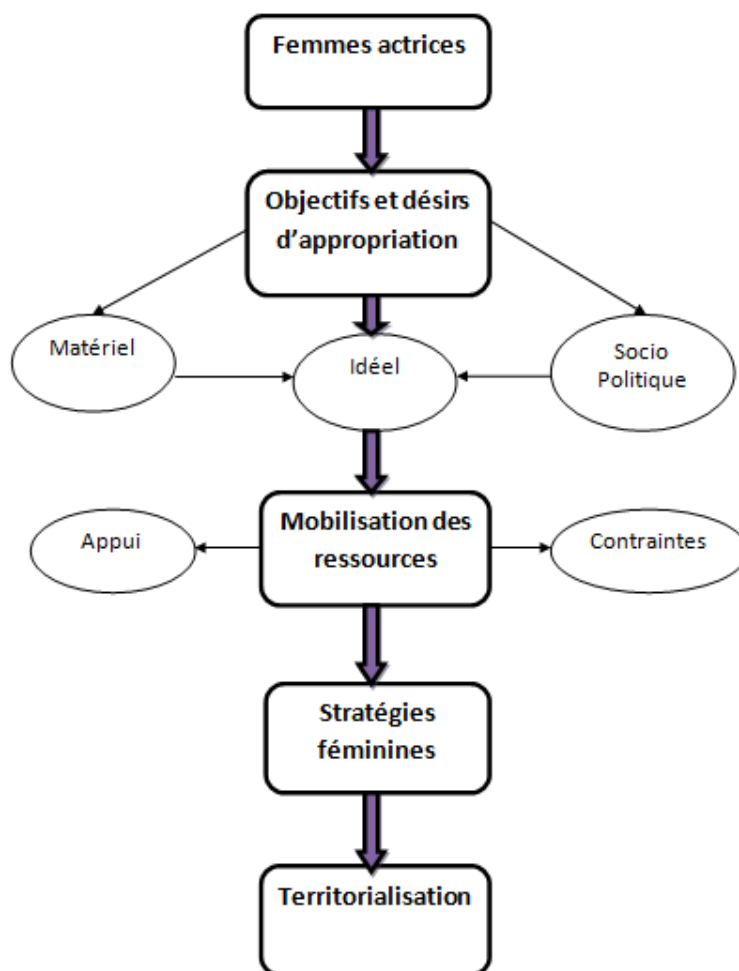 Femmes actrices
Objectifs et désirs
d’appropriation
Matériel
Idéel
Socio
Politique
Appui
Mobilisation des
ressources
Contraintes
Stratégies
féminines
Territorialisation